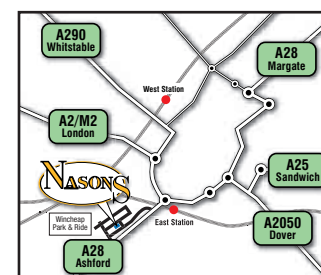 A290
Whitstable
A28
Margate
West Station
A2/M2
London
NASONS
A25
Sandwich
Wincheap
Park & Ride
East Station
A28
Ashford
A2050
Dover